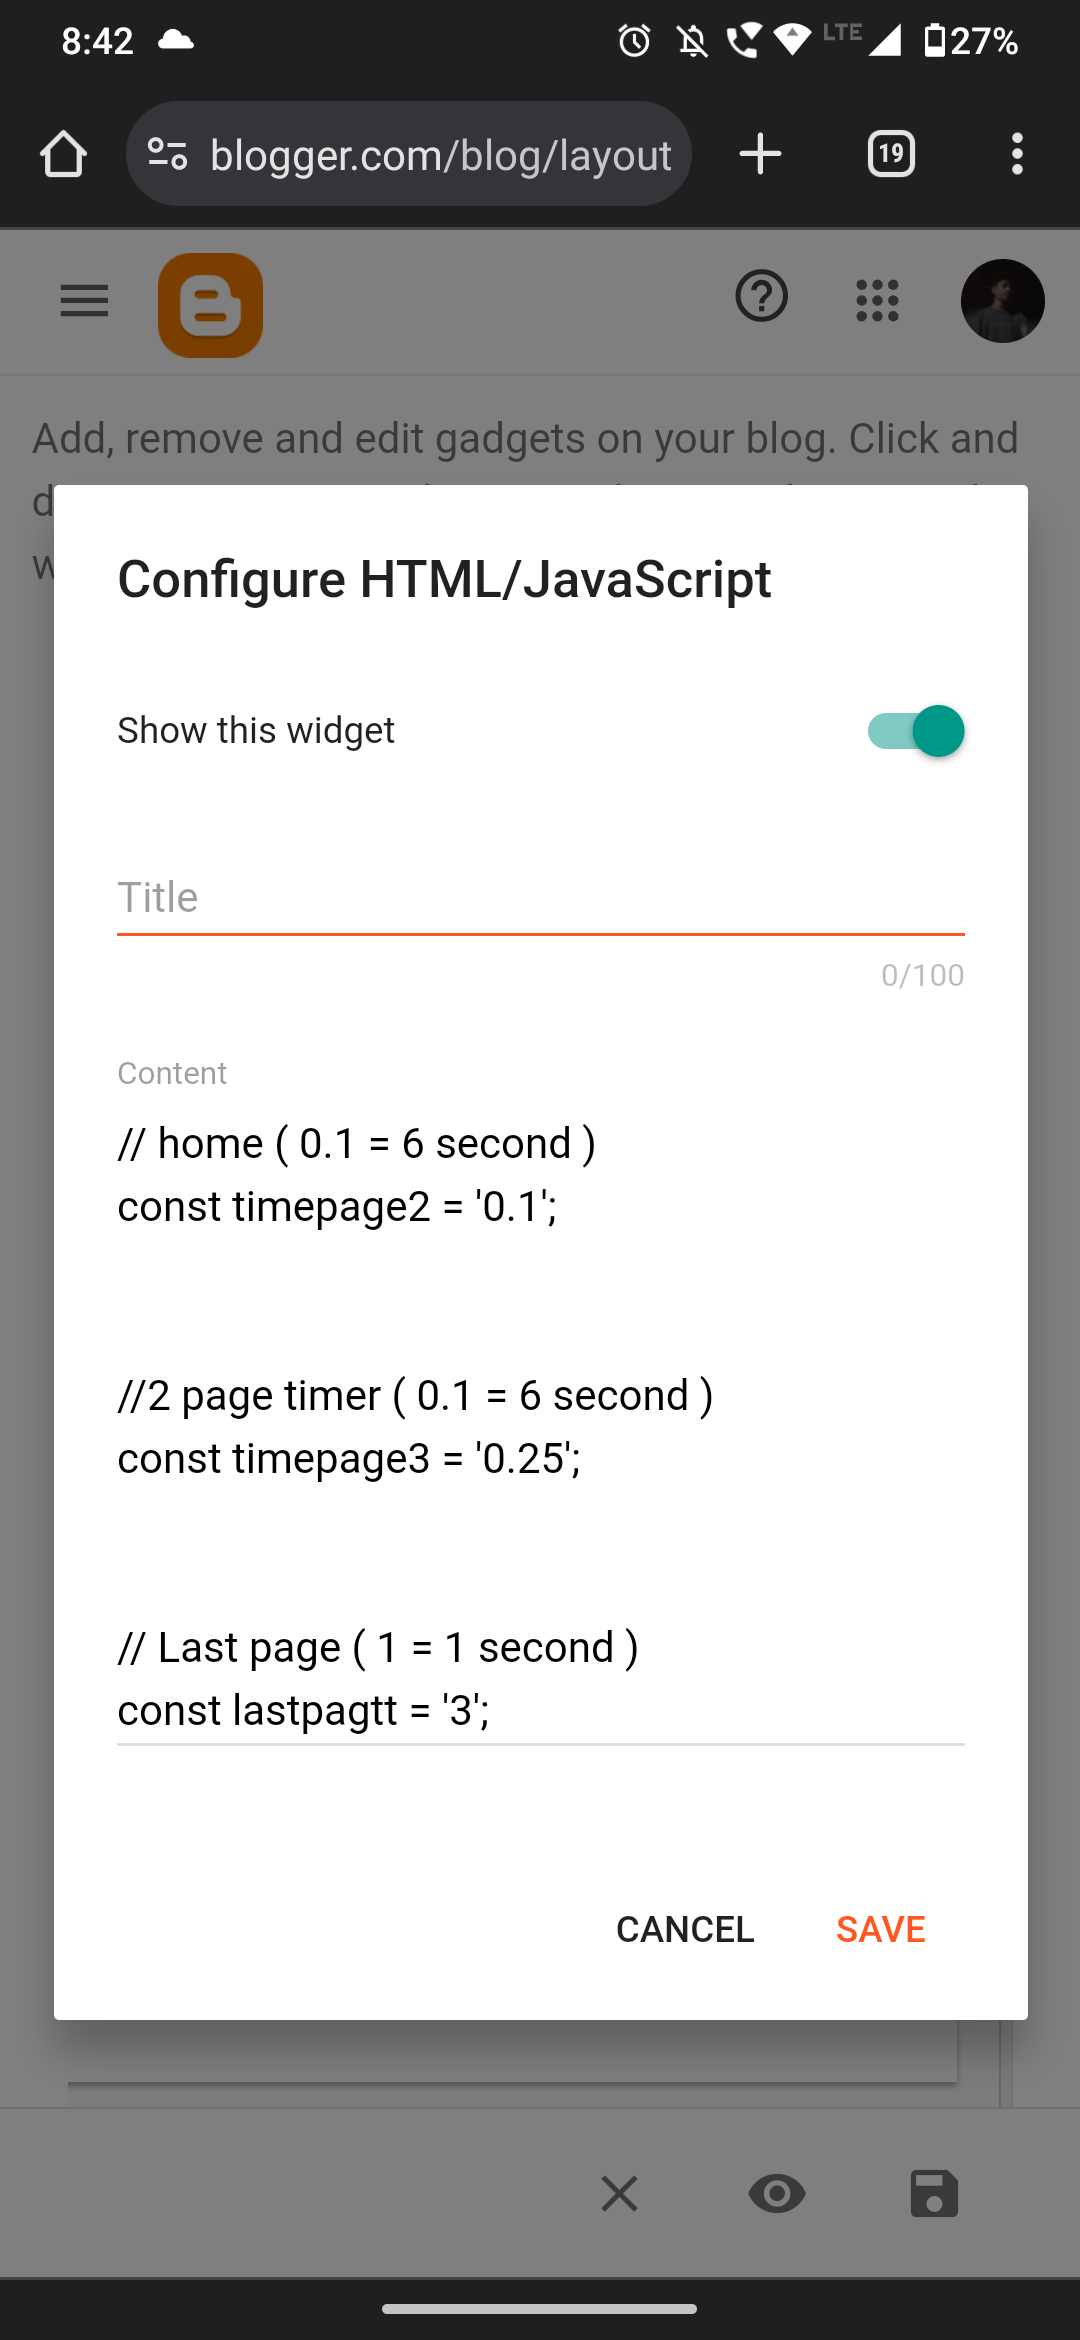 8:42
LTE
27%
blogger.com/blog/layout
19
Add, remove and edit gadgets on your blog. Click and
Configure HTML/JavaScript
Show this widget
Title
0/100
Content
// home ( 0.1 = 6 second )
const timepage2 = '0.1';
//2 page timer ( 0.1 = 6 second )
const timepage3 = '0.25';
// Last page ( 1 = 1 second )
const lastpagtt = '3';
CANCEL
SAVE